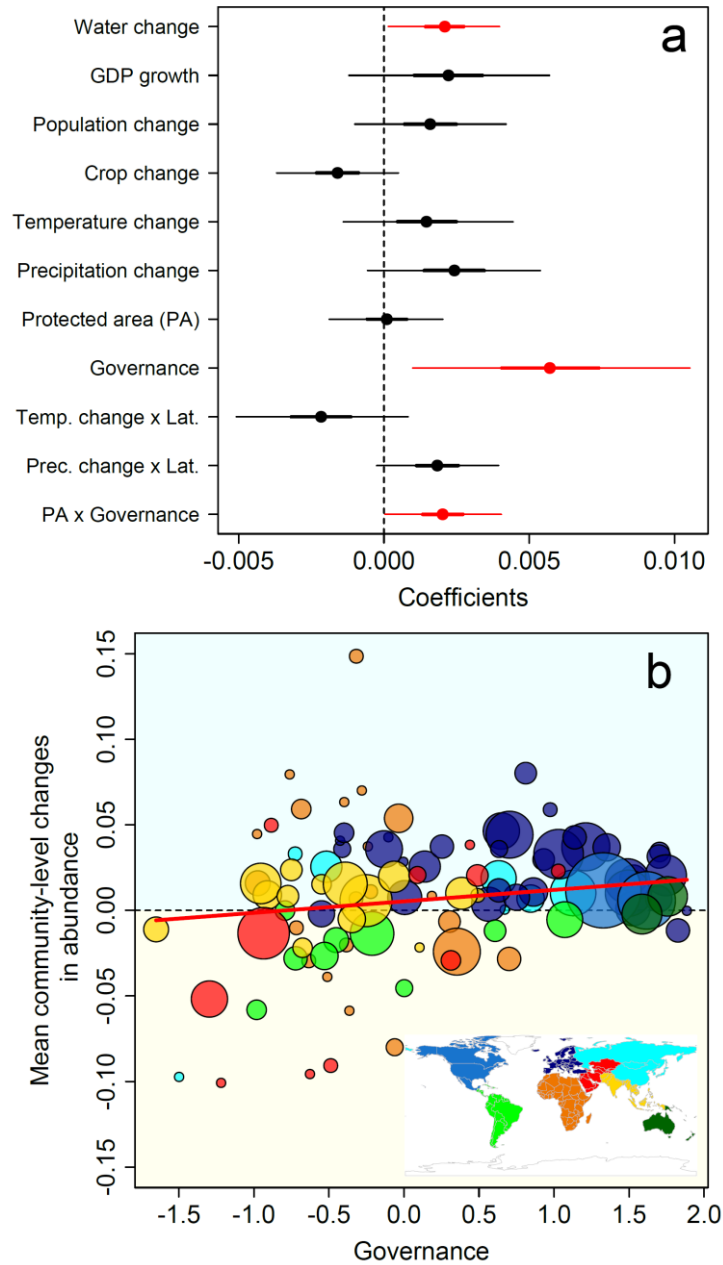 a
Water change
GDP growth
Population change
Crop change
Temperature change
Precipitation change
Protected area (PA)
Governance
Temp. change x Lat.
Prec. change x Lat.
PA x Governance
-0.005 0.000 0.005 0.010
Coefficients
b
Mean community-level changes
in abundance
0.15
0.10
0.05
0.00
-0.05
-0.10
-0.15
-1.5 -1.0 -0.5 0.0 0.5 1.0 1.5 2.0
Governance